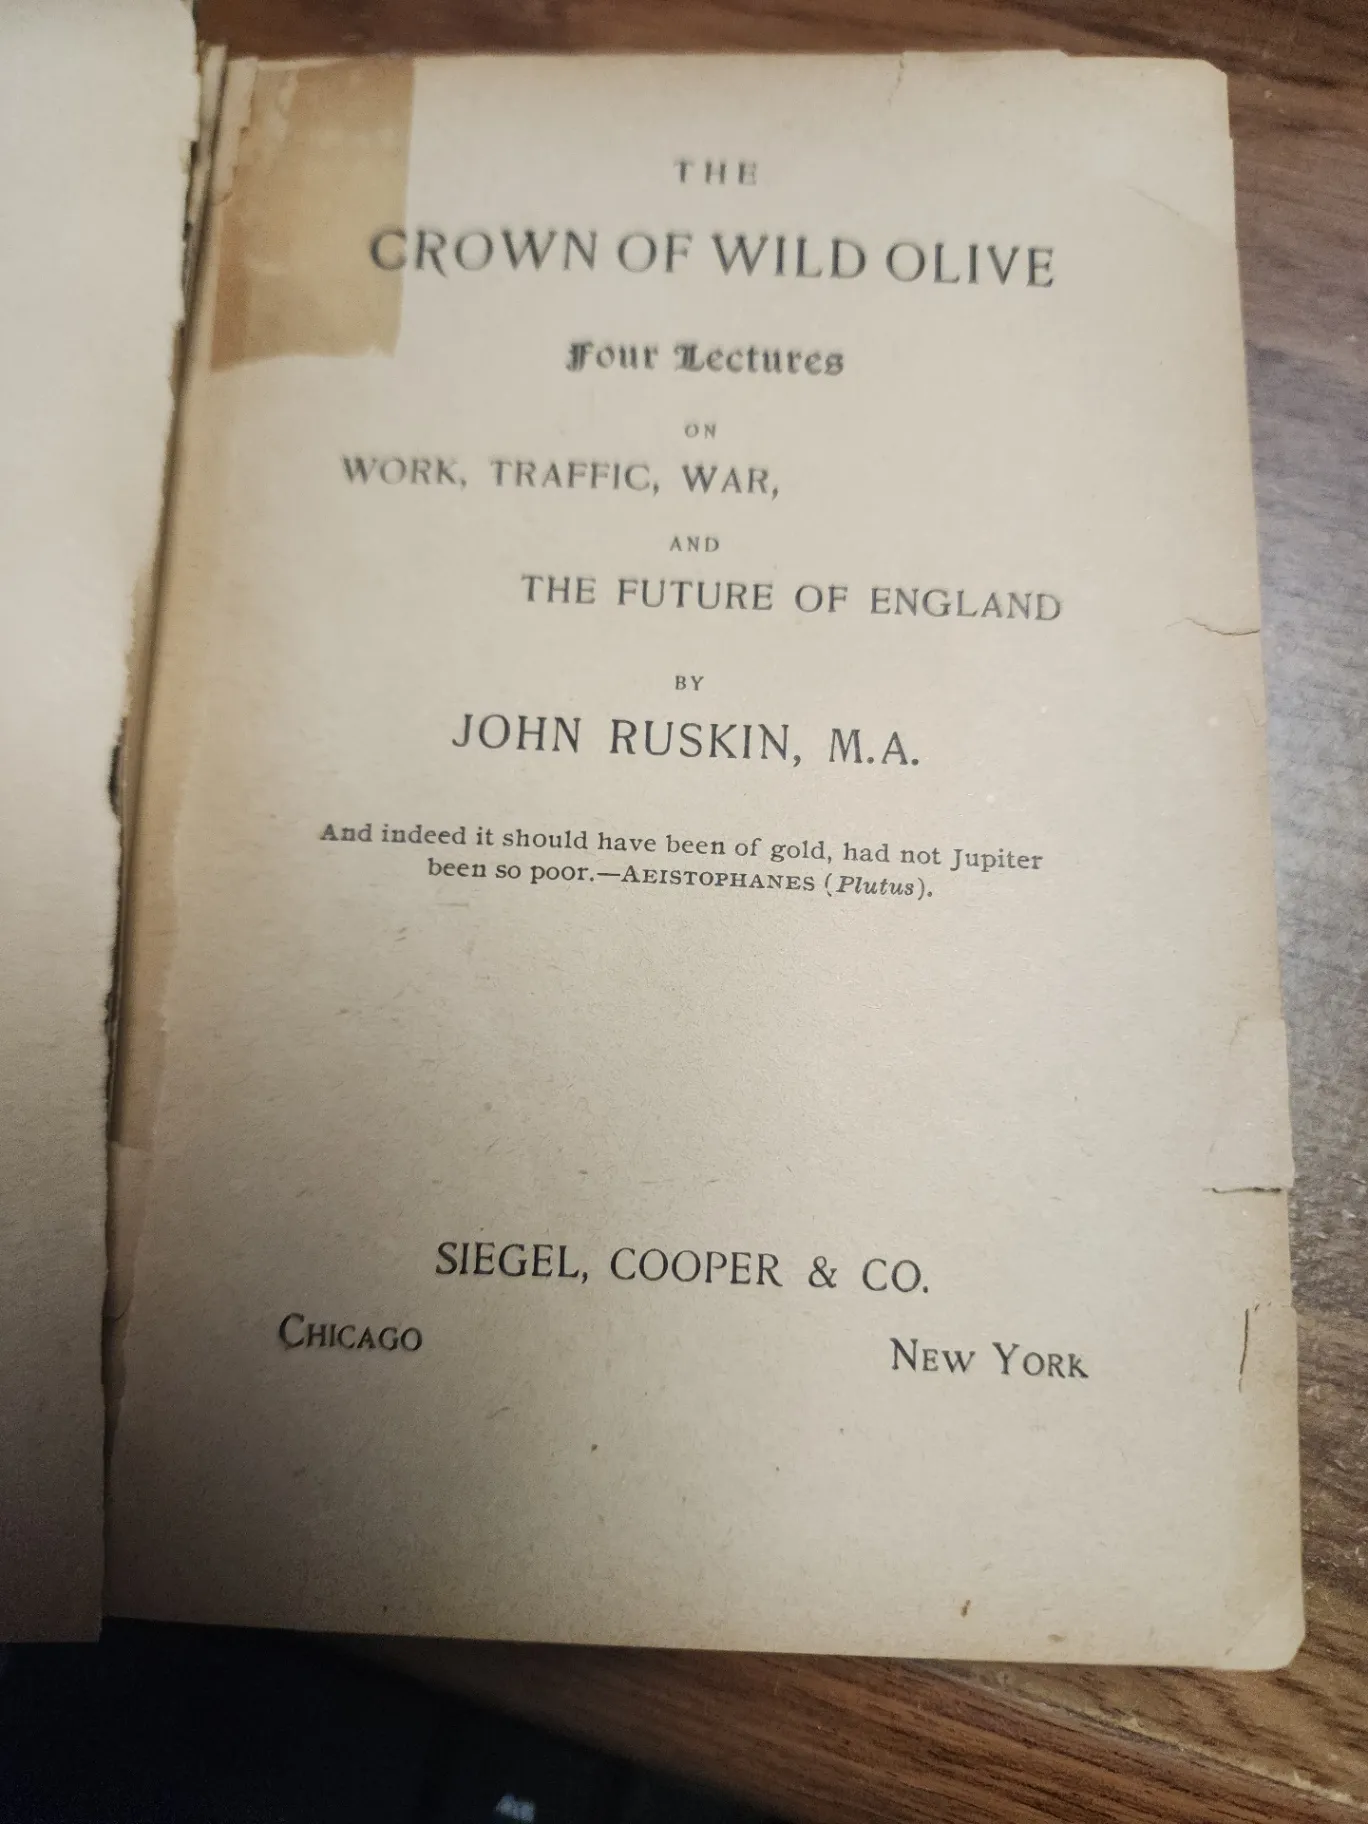 THE
CROWN OF WILD OLIVE
Four Lectures
ON
WORK, TRAFFIC, WAR,
AND
THE FUTURE OF ENGLAND
BY
JOHN RUSKIN, M.A.
And indeed it should have been of gold, had not Jupiter
been so poor.—AEISTOPHANES (Plutus).
SIEGEL, COOPER & CO.
CHICAGO NEW YORK